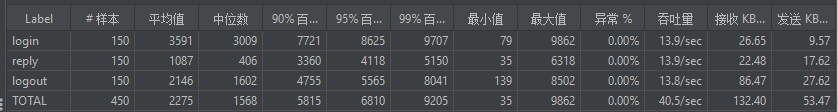 Label # 样本 平均值 中位数 90% 百... 95% 百... 99% 百... 最小值 最大值 异常 % 吞吐量 接收 KB... 发送 KB...
login 150 3591 3009 7721 8625 9707 79 9862 0.00% 13.9/sec 26.65 9.57
reply 150 1087 406 3360 4118 5150 35 6318 0.00% 13.9/sec 22.48 17.62
logout 150 2146 1602 4755 5565 8041 139 8502 0.00% 13.8/sec 86.47 27.62
TOTAL 450 2275 1568 5815 6810 9205 35 9862 0.00% 40.5/sec 132.40 53.47